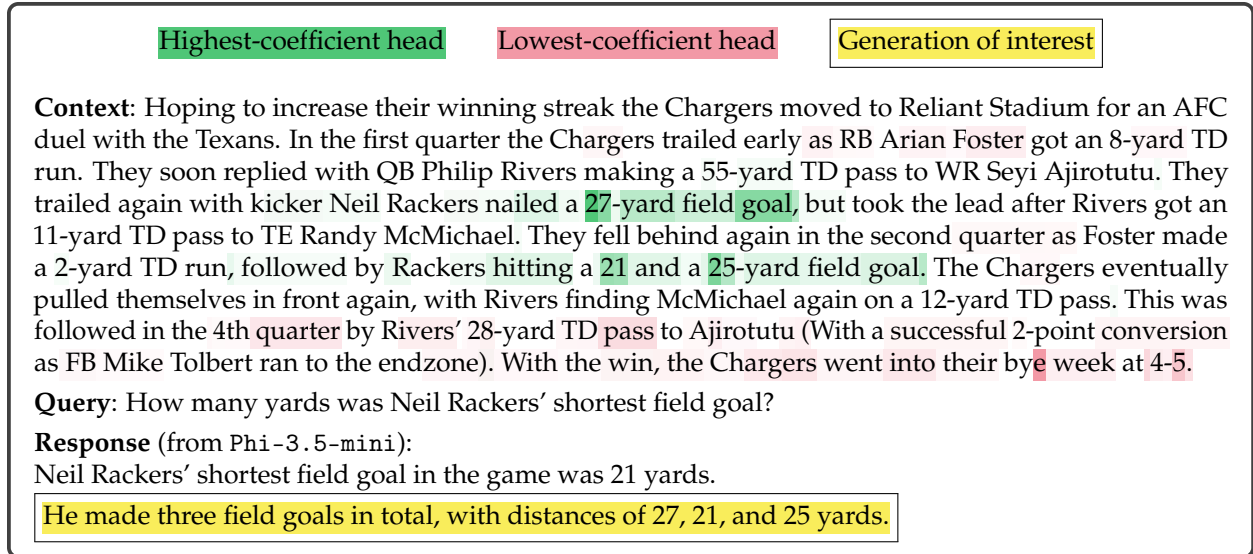 Highest-coefficient head Lowest-coefficient head Generation of interest
Context: Hoping to increase their winning streak the Chargers moved to Reliant Stadium for an AFC
duel with the Texans. In the first quarter the Chargers trailed early as RB Arian Foster got an 8-yard TD
run. They soon replied with QB Philip Rivers making a 55-yard TD pass to WR Seyi Ajirotutu. They
trailed again with kicker Neil Rackers nailed a 27-yard field goal, but took the lead after Rivers got an
11-yard TD pass to TE Randy McMichael. They fell behind again in the second quarter as Foster made
a 2-yard TD run, followed by Rackers hitting a 21 and a 25-yard field goal. The Chargers eventually
pulled themselves in front again, with Rivers finding McMichael again on a 12-yard TD pass. This was
followed in the 4th quarter by Rivers' 28-yard TD pass to Ajirotutu (With a successful 2-point conversion
as FB Mike Tolbert ran to the endzone). With the win, the Chargers went into their bye week at 4-5.
Query: How many yards was Neil Rackers' shortest field goal?
Response (from Phi-3.5-mini):
Neil Rackers' shortest field goal in the game was 21 yards.
He made three field goals in total, with distances of 27, 21, and 25 yards.